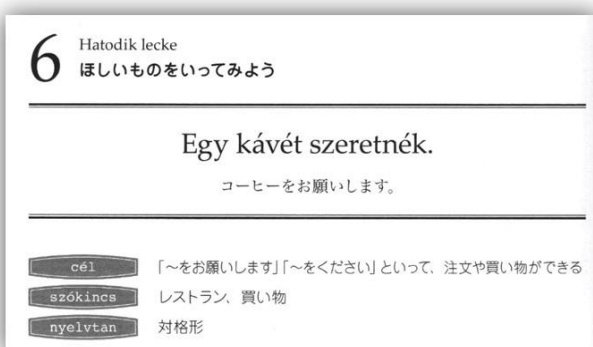 6
Hatodik lecke
ほしいものをいってみよう
Egy kávét szeretnék.
コーヒーをお願いします。
cél 「～をお願いします」「～をください」といって、注文や買い物ができる
szókincs レストラン、買い物
nyelvtan 対格形